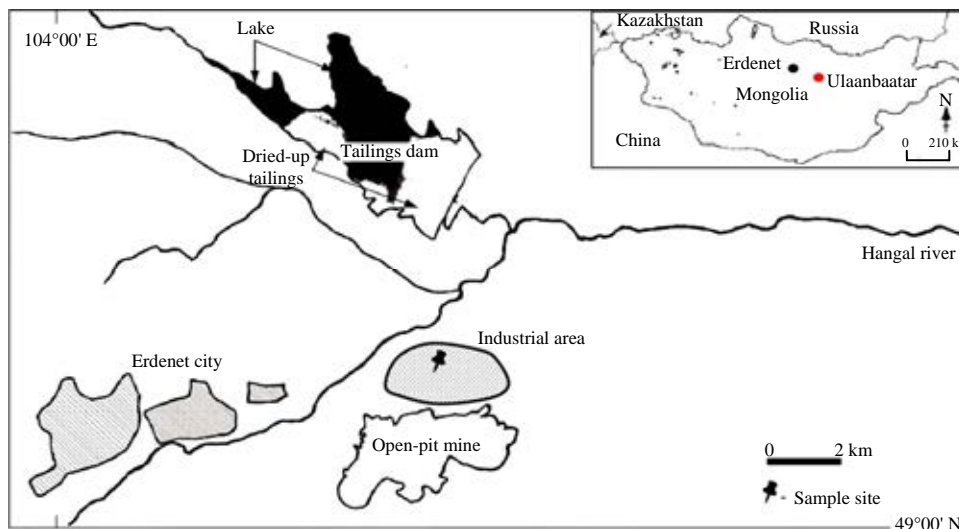 104°00' E
Lake
Tailings dam
Dried-up
tailings
Kazakhstan
Russia
Erdenet
Ulaanbaatar
Mongolia
N
China
0 210 k
Hangal river
Industrial area
Erdenet city
Open-pit mine
0 2 km
- Sample site
49°00' N